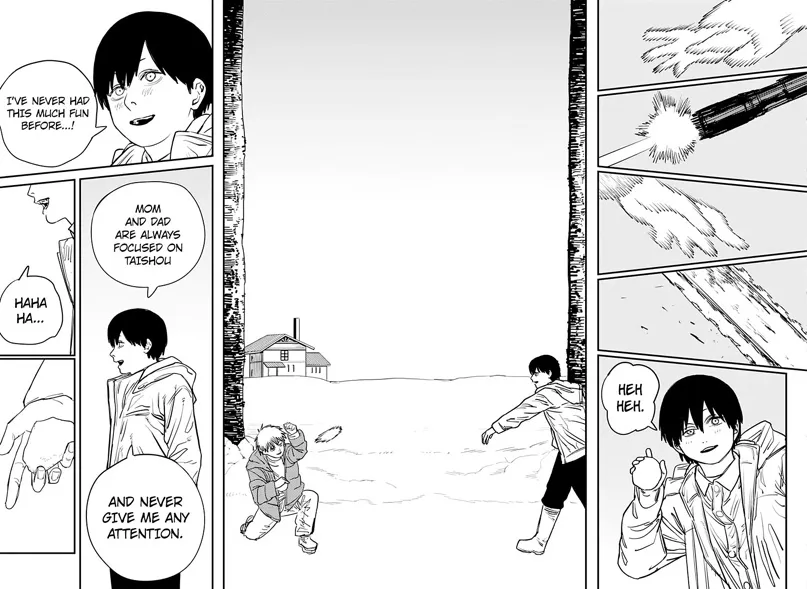 HEH
HEH.
I'VE NEVER HAD
THIS MUCH FUN
BEFORE...!
MOM
AND DAD
ARE ALWAYS
FOCUSED ON
TAISHOU
AND NEVER
GIVE ME ANY
ATTENTION.
HAHA
HA...